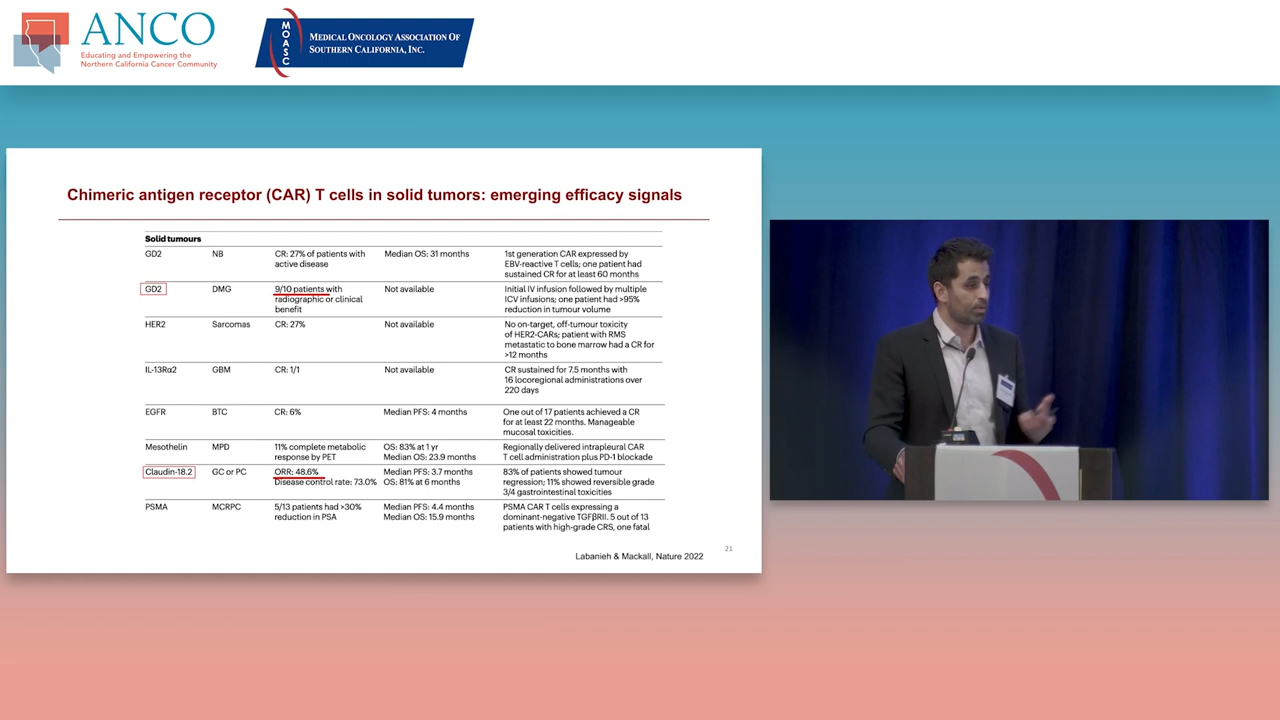 ANCO
Educating and Empowering the
Northern California Cancer Community
MOASC
MEDICAL ONCOLOGY ASSOCIATION OF
SOUTHERN CALIFORNIA, INC.
Chimeric antigen receptor (CAR) T cells in solid tumors: emerging efficacy signals
Solid tumours
GD2 NB CR: 27% of patients with Median OS: 31 months 1st generation CAR expressed by
active disease EBV-reactive T cells; one patient had
sustained CR for at least 60 months
GD2 DMG 9/10 patients with Not available Initial IV infusion followed by multiple
radiographic or clinical ICV infusions; one patient had >95%
benefit reduction in tumour volume
HER2 Sarcomas CR: 27% Not available No on-target, off-tumour toxicity
of HER2-CARs; patient with RMS
metastatic to bone marrow had a CR for
>12 months
IL-13Rα2 GBM CR: 1/1 Not available CR sustained for 7.5 months with
16 locoregional administrations over
220 days
EGFR BTC CR: 6% Median PFS: 4 months One out of 17 patients achieved a CR
for at least 22 months. Manageable
mucosal toxicities.
Mesothelin MPD 11% complete metabolic OS: 83% at 1 yr Regionally delivered intrapleural CAR
response by PET Median OS: 23.9 months T cell administration plus PD-1 blockade
Claudin-18.2 GC or PC ORR: 48.6% Median PFS: 3.7 months 83% of patients showed tumour
Disease control rate: 73.0% OS: 81% at 6 months regression; 11% showed reversible grade
3/4 gastrointestinal toxicities
PSMA MCRPC 5/13 patients had >30% Median PFS: 4.4 months PSMA CAR T cells expressing a
reduction in PSA Median OS: 15.9 months dominant-negative TGFβRII. 5 out of 13
patients with high-grade CRS, one fatal
21
Labanieh & Mackall, Nature 2022